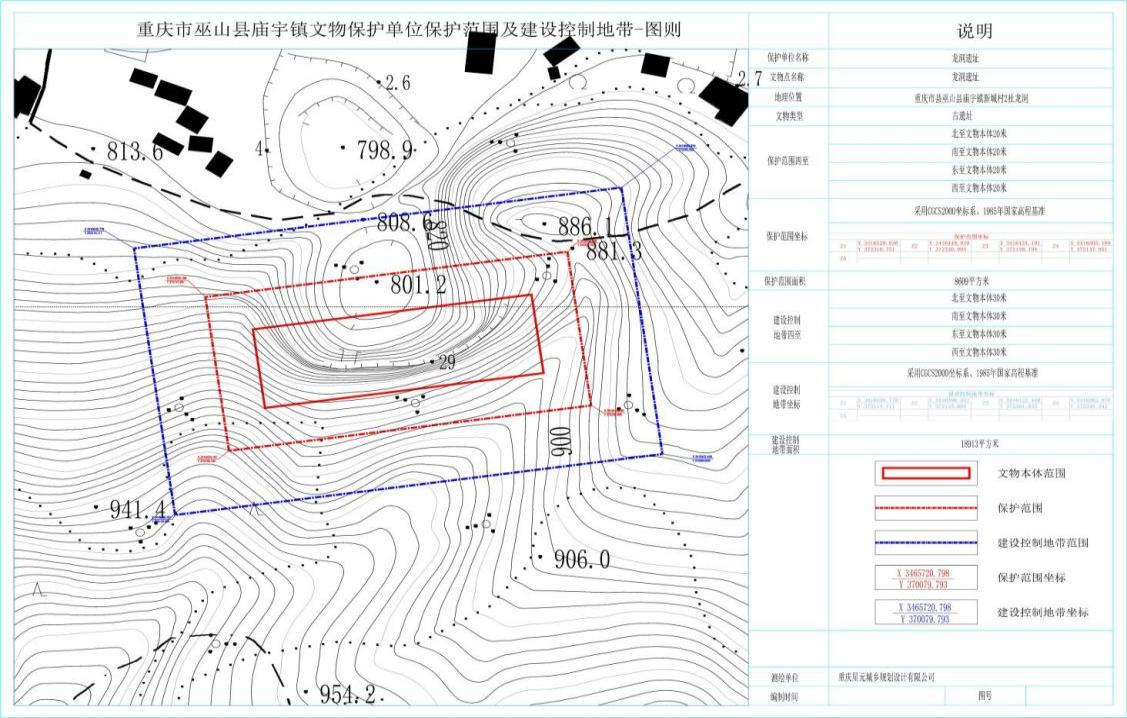 重庆市巫山县庙宇镇文物保护单位保护范围及建设控制地带-图则
2.6
2.7
813.6
4
798.9
808.6
820
886.1
881.3
801.2
29
900
941.4
906.0
954.2
说明
保护单位名称 龙洞遗址
文物点名称 龙洞遗址
地理位置 重庆市县巫山县庙宇镇新城村2社龙洞
文物类型 古遗址
保护范围四至
北至文物本体20米
南至文物本体20米
东至文物本体20米
西至文物本体20米
保护范围坐标
采用CGCS2000坐标系、1985年国家高程基准
保护范围坐标
保护范围面积 8609平方米
建设控制
地带四至
北至文物本体30米
南至文物本体30米
东至文物本体30米
西至文物本体30米
建设控制
地带坐标
采用CGCS2000坐标系、1985年国家高程基准
建设控制
地带面积
18913平方米
文物本体范围
保护范围
建设控制地带范围
X 3465720.798
Y 370079.793
保护范围坐标
X 3465720.798
Y 370079.793
建设控制地带坐标
测绘单位 重庆星元城乡规划设计有限公司
编制时间 图号